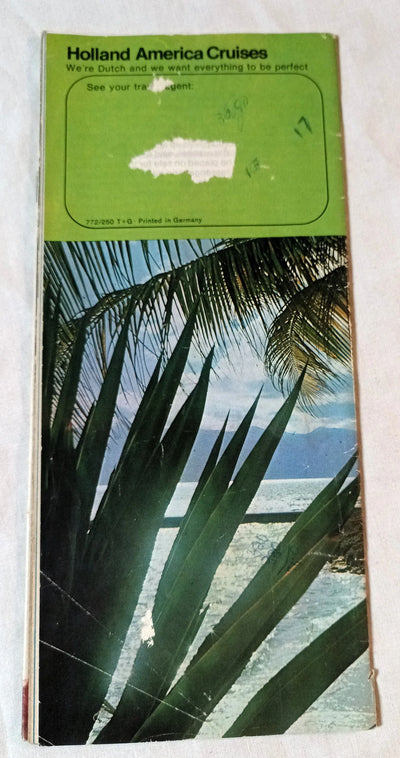 Holland America Cruises
We're Dutch and we want everything to be perfect
See your agent:
17
772/250 T+G · Printed in Germany